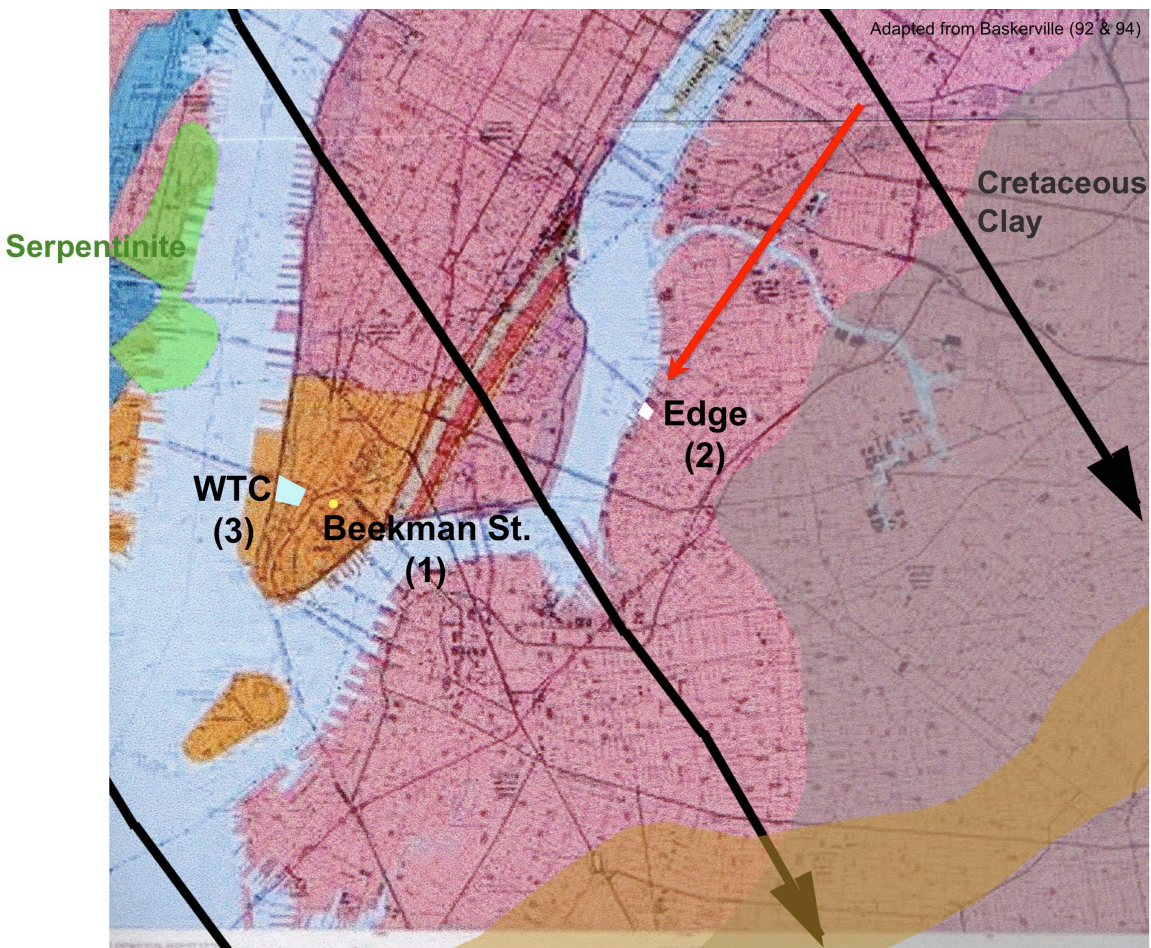 Adapted from Baskerville (92 & 94)
Cretaceous
Clay
Serpentinite
Edge
(2)
WTC
(3)
Beekman St.
(1)